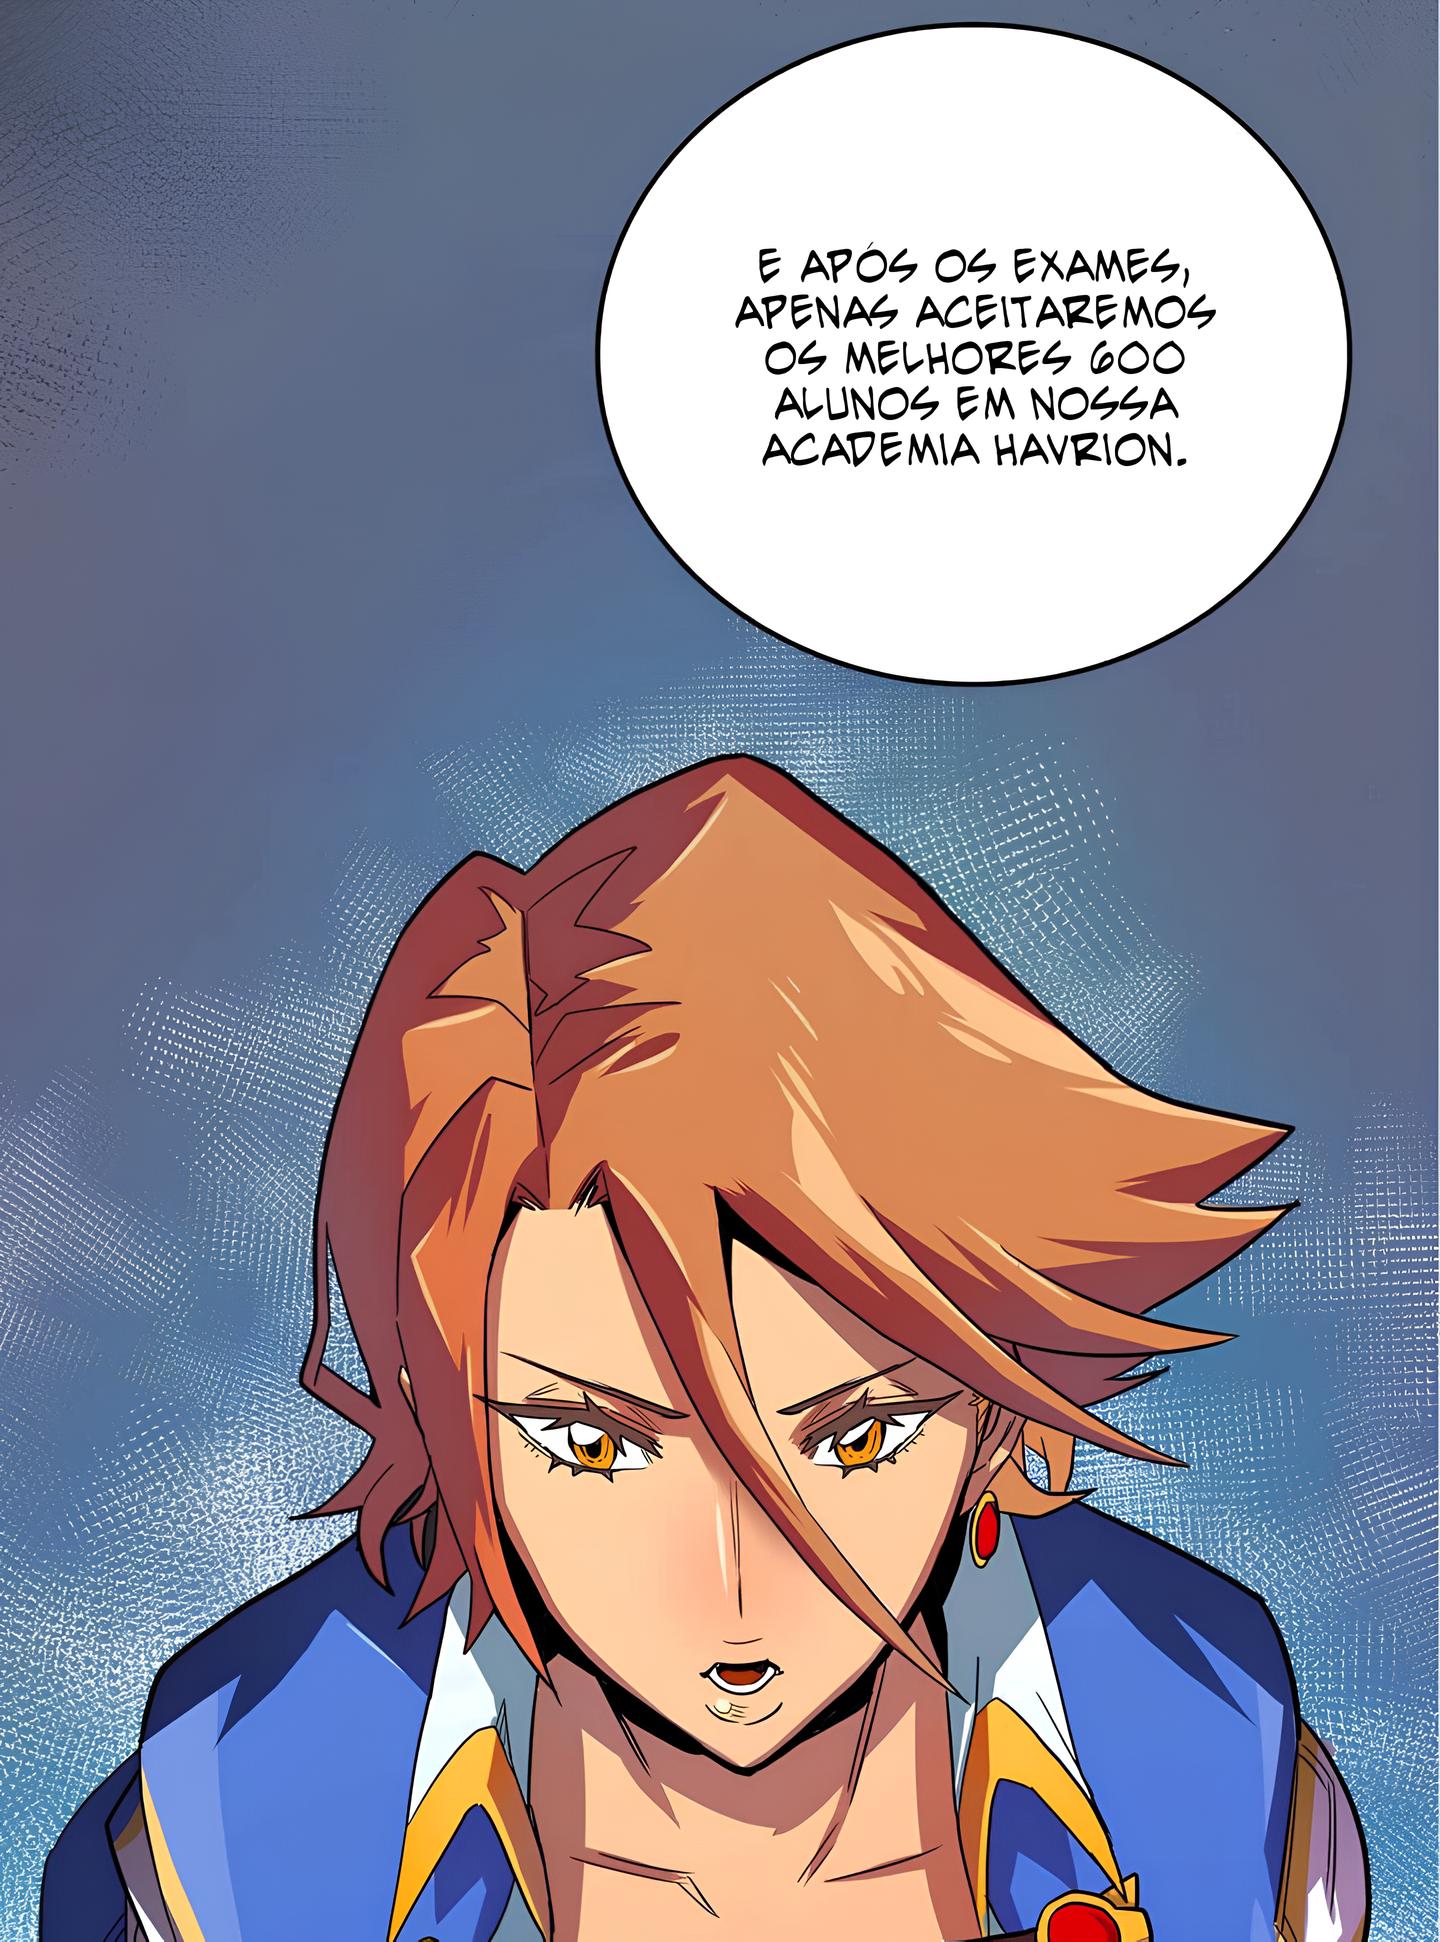 E APÓS OS EXAMES,
APENAS ACEITAREMOS
OS MELHORES 600
ALUNOS EM NOSSA
ACADEMIA HAVRION.